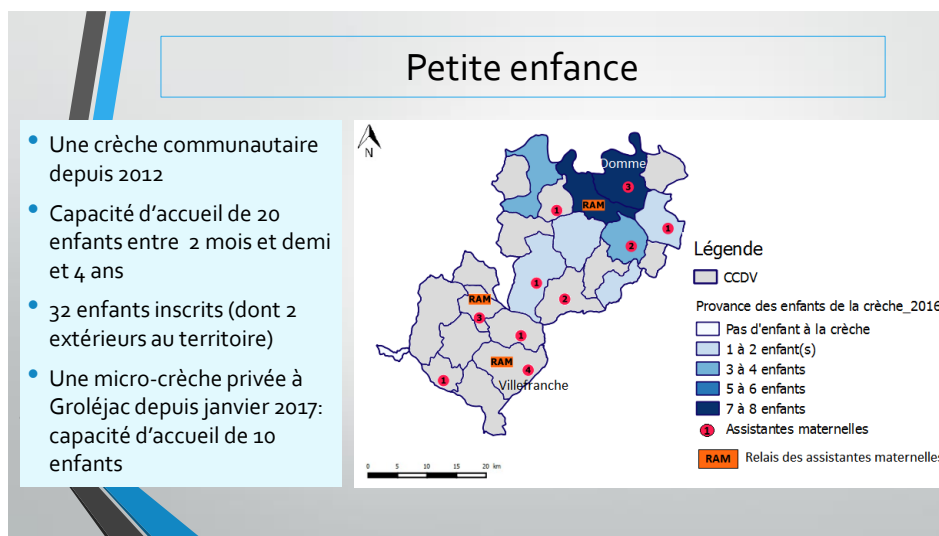 Petite enfance
• Une crèche communautaire
depuis 2012
• Capacité d'accueil de 20
enfants entre 2 mois et demi
et 4 ans
• 32 enfants inscrits (dont 2
extérieurs au territoire)
• Une micro-crèche privée à
Groléjac depuis janvier 2017:
capacité d'accueil de 10
enfants
N
Domme
3
RAM
1
1
2
1
2
RAM
3
1
RAM
4
1
Villefranche
0 5 10 15 20 km
Légende
CCDV
Provance des enfants de la crèche_2016
Pas d'enfant à la crèche
1 à 2 enfant(s)
3 à 4 enfants
5 à 6 enfants
7 à 8 enfants
1 Assistantes maternelles
RAM Relais des assistantes maternelles